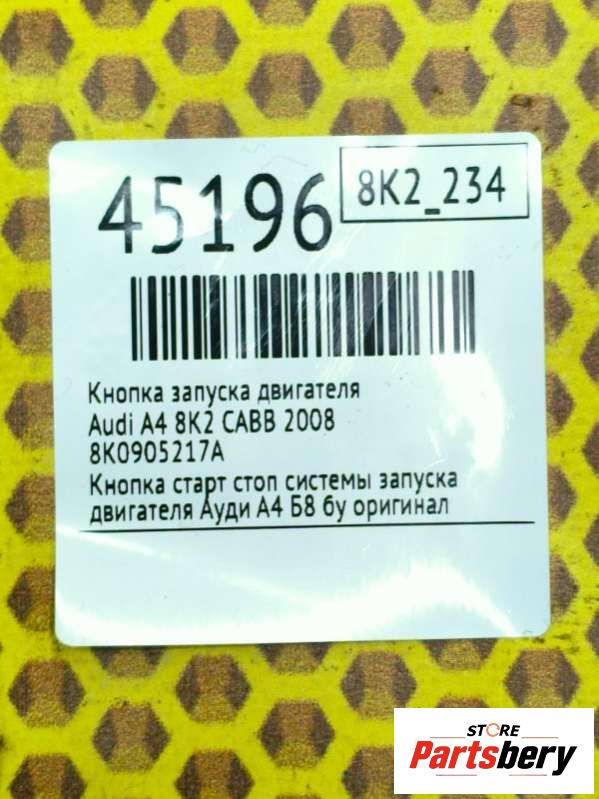 45196
8K2_234
Кнопка запуска двигателя
Audi A4 8K2 CABB 2008
8K0905217A
Кнопка старт стоп системы запуска
двигателя Ауди А4 Б8 бу оригинал
STORE
Partsbery